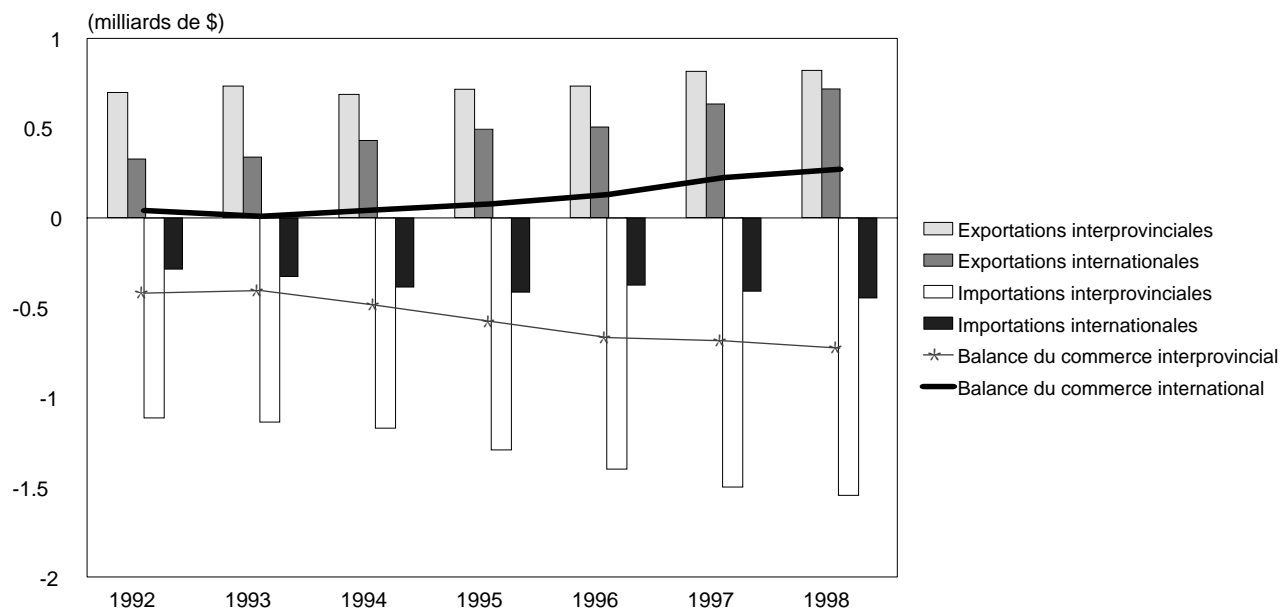 (milliards de $)
1
0.5
0
-0.5
-1
-1.5
-2
1992 1993 1994 1995 1996 1997 1998
Exportations interprovinciales
Exportations internationales
Importations interprovinciales
Importations internationales
Balance du commerce interprovincial
Balance du commerce international